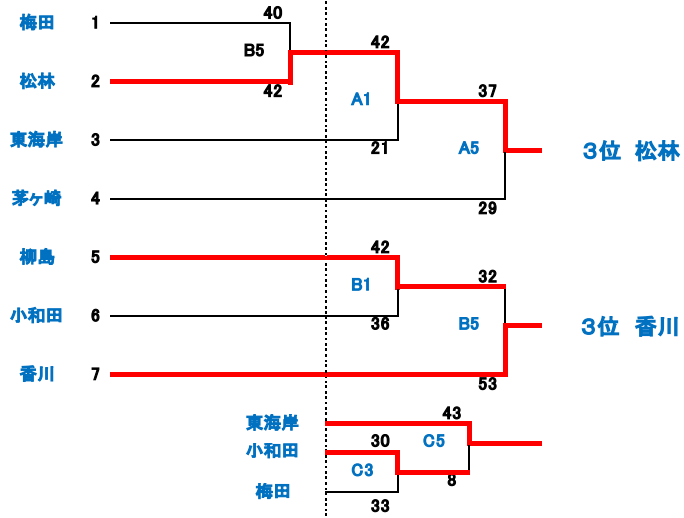 梅田 1 40
B5 42
松林 2 42
A1 37
東海岸 3 21 A5 3位 松林
茅ヶ崎 4 29
柳島 5 42
B1 32
小和田 6 36 B5 3位 香川
香川 7 53
東海岸 43
小和田 30 C5
C3 8
梅田 33